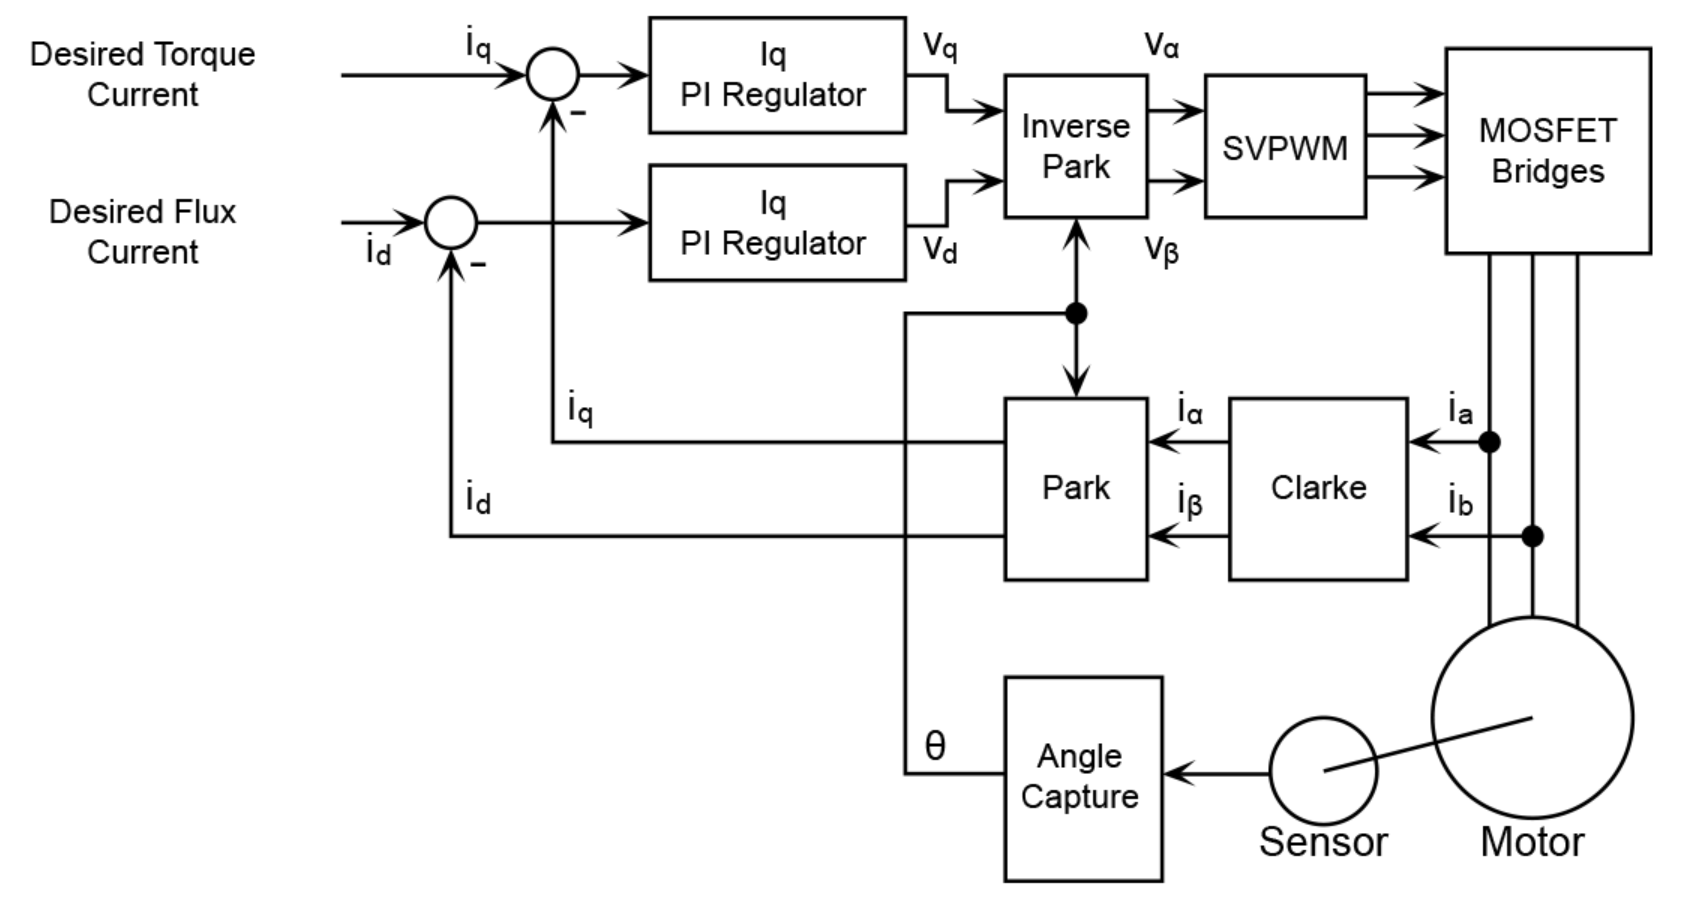 Desired Torque
Current
iq
-
Iq
PI Regulator
vq
Inverse
Park
vα
SVPWM
MOSFET
Bridges
Desired Flux
Current
id
-
Iq
PI Regulator
vd
vβ
iq
id
Park
iα
iβ
Clarke
ia
ib
θ
Angle
Capture
Sensor
Motor